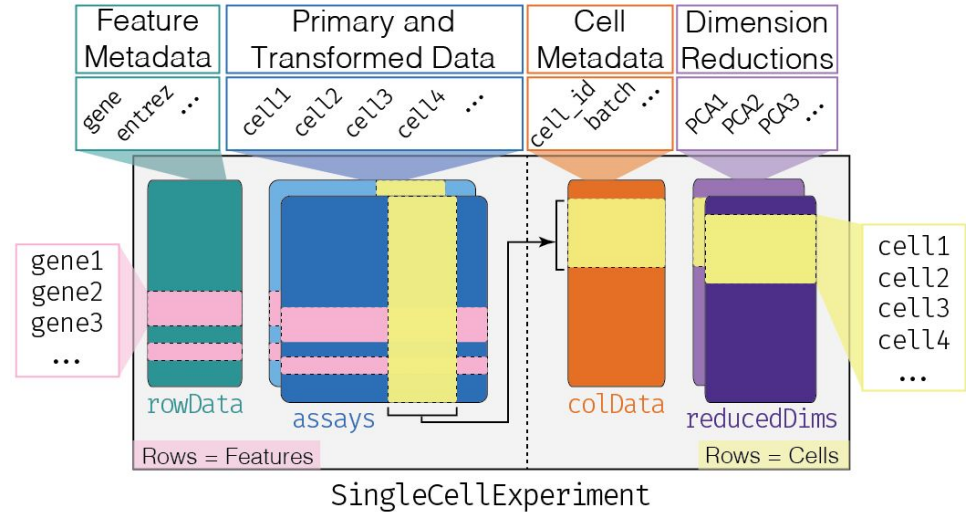 Feature
Metadata
Primary and
Transformed Data
Cell
Metadata
Dimension
Reductions
gene
entrez
...
cell1
cell2
cell3
cell4
...
cell_id
batch
...
PCA1
PCA2
PCA3
...
gene1
gene2
gene3
...
cell1
cell2
cell3
cell4
...
rowData
assays
colData
reducedDims
Rows = Features
Rows = Cells
SingleCellExperiment